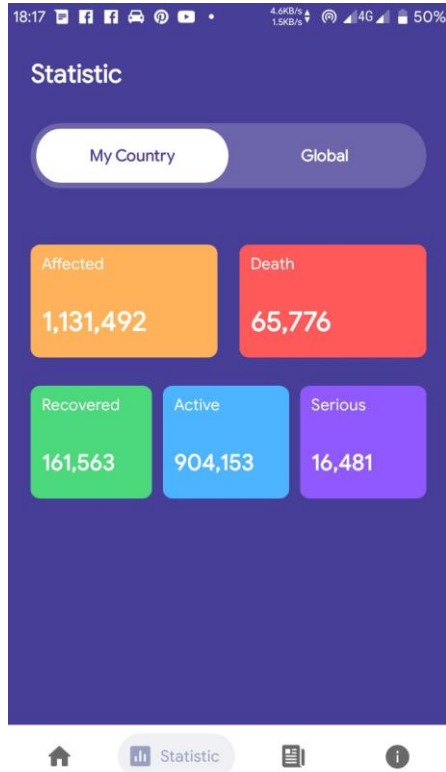 18:17 4.6KB/s 1.5KB/s 4G 50%
Statistic
My Country Global
Affected Death
1,131,492 65,776
Recovered Active Serious
161,563 904,153 16,481
Statistic